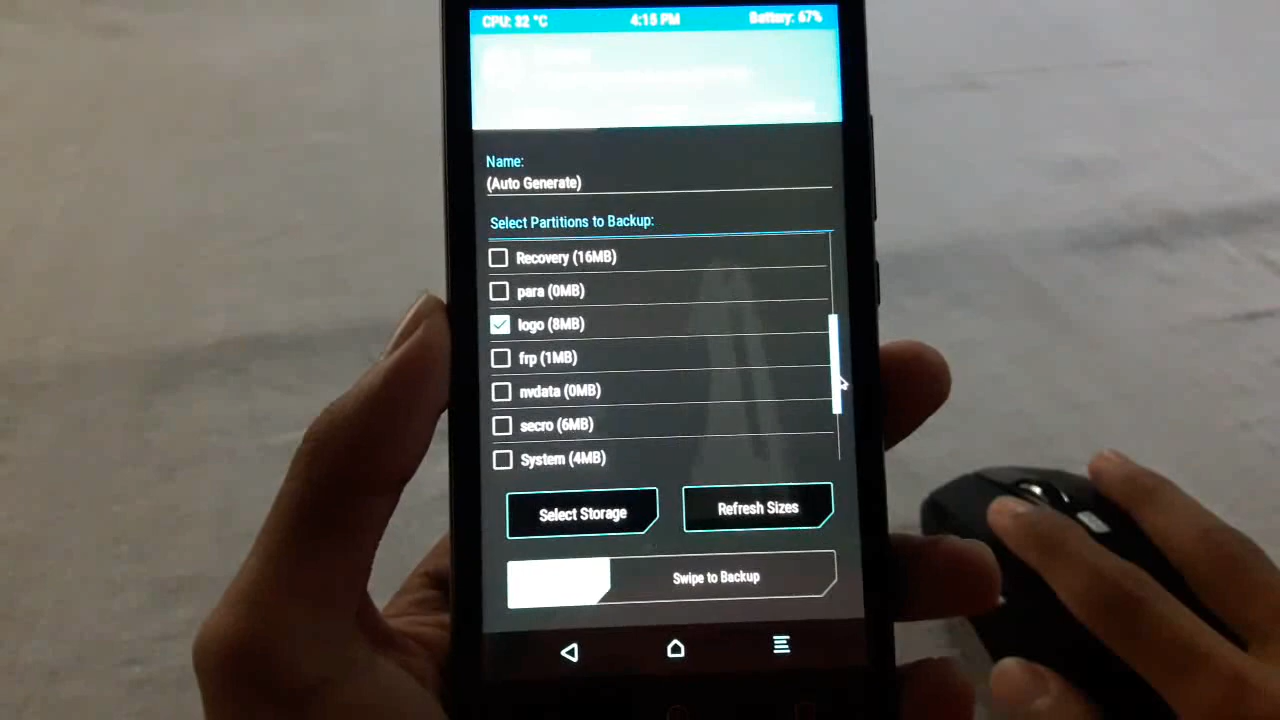 CPU: 32 °C 4:15 PM Battery: 67%
Name:
(Auto Generate)
Select Partitions to Backup:
Recovery (16MB)
para (0MB)
logo (8MB)
frp (1MB)
nvdata (0MB)
secro (6MB)
System (4MB)
Select Storage Refresh Sizes
Swipe to Backup